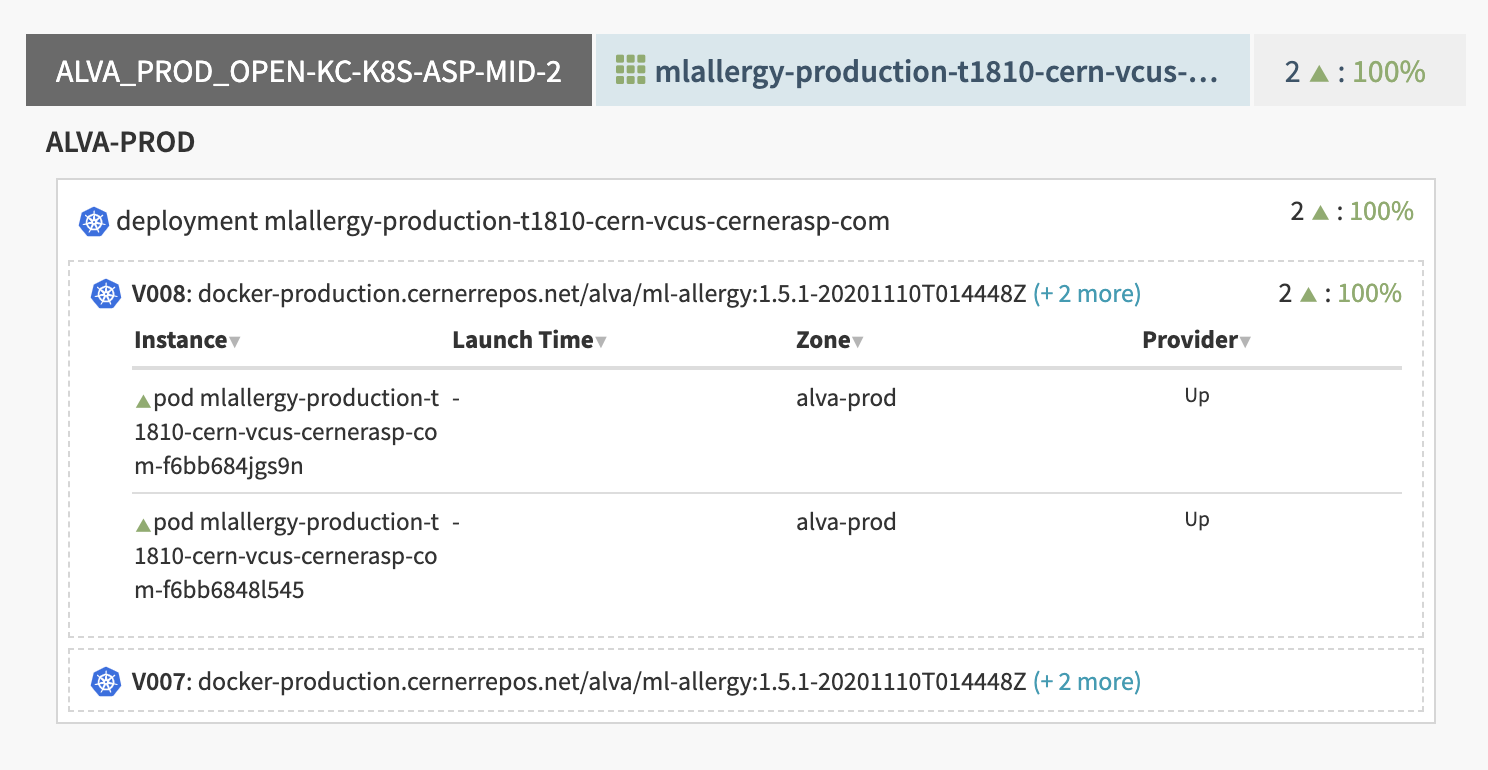 ALVA_PROD_OPEN-KC-K8S-ASP-MID-2 mlallergy-production-t1810-cern-vcus-... 2 ▲ : 100%
ALVA-PROD
deployment mlallergy-production-t1810-cern-vcus-cernerasp-com 2 ▲ : 100%
V008: docker-production.cernerrepos.net/alva/ml-allergy:1.5.1-20201110T014448Z (+ 2 more) 2 ▲ : 100%
Instance▾ Launch Time▾ Zone▾ Provider▾
▲pod mlallergy-production-t - alva-prod Up
1810-cern-vcus-cernerasp-co
m-f6bb684jgs9n
▲pod mlallergy-production-t - alva-prod Up
1810-cern-vcus-cernerasp-co
m-f6bb6848l545
V007: docker-production.cernerrepos.net/alva/ml-allergy:1.5.1-20201110T014448Z (+ 2 more)